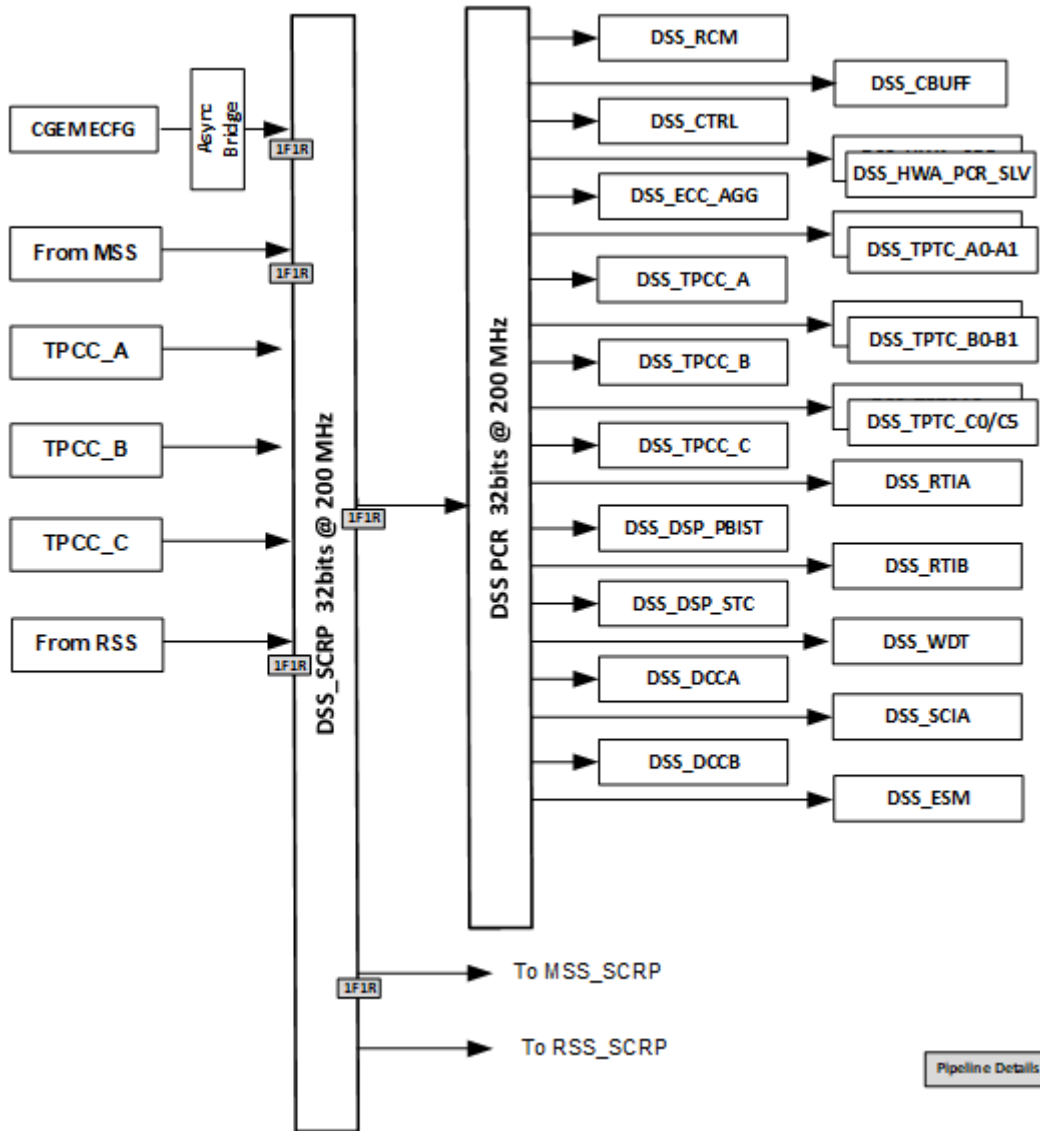 CGEMECFG
Async
Bridge
1F1R
From MSS
1F1R
TPCC_A
TPCC_B
TPCC_C
From RSS
1F1R
DSS_SCRP 32bits @ 200 MHz
1F1R
1F1R
To MSS_SCRP
To RSS_SCRP
DSS PCR 32bits @ 200 MHz
DSS_RCM
DSS_CBUFF
DSS_CTRL
DSS_HWA_PCR_SLV
DSS_ECC_AGG
DSS_TPTC_A0-A1
DSS_TPCC_A
DSS_TPTC_B0-B1
DSS_TPCC_B
DSS_TPTC_C0/C5
DSS_TPCC_C
DSS_RTIA
DSS_DSP_PBIST
DSS_RTIB
DSS_DSP_STC
DSS_WDT
DSS_DCCA
DSS_SCIA
DSS_DCCB
DSS_ESM
Pipeline Details